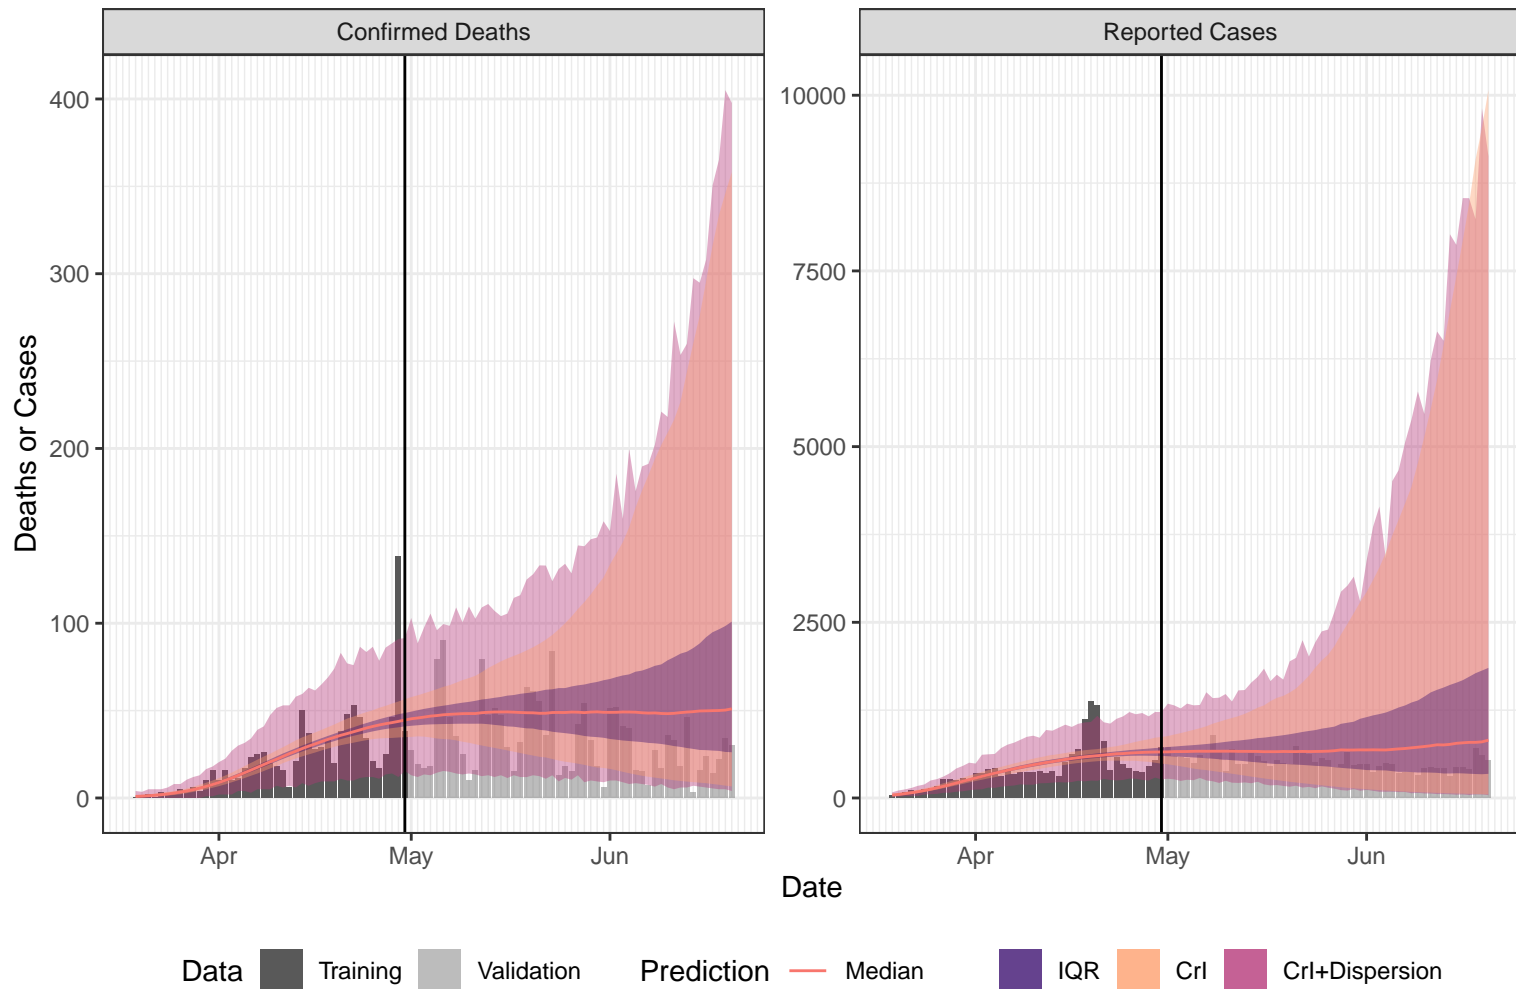 Confirmed Deaths
Reported Cases
Deaths or Cases
400
300
200
100
0
10000
7500
5000
2500
0
Apr
May
Jun
Apr
May
Jun
Date
Data
Training
Validation
Prediction
Median
IQR
CrI
CrI+Dispersion